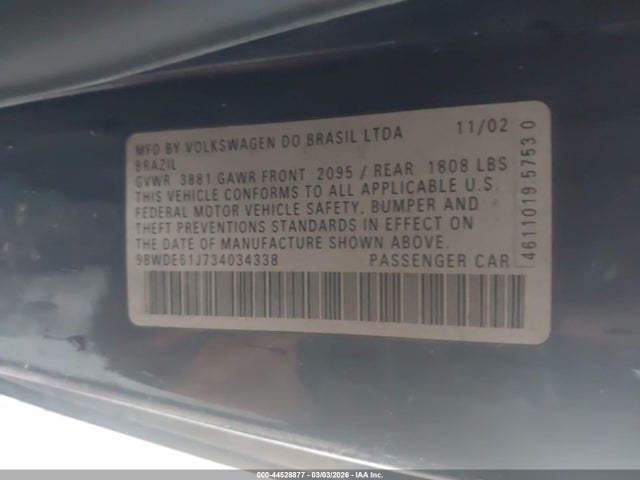 MFD BY VOLKSWAGEN DO BRASIL LTDA 11/02
BRAZIL
GVWR 3881 GAWR FRONT 2095 / REAR 1808 LBS
THIS VEHICLE CONFORMS TO ALL APPLICABLE U.S.
FEDERAL MOTOR VEHICLE SAFETY, BUMPER AND
THEFT PREVENTIONS STANDARDS IN EFFECT ON
THE DATE OF MANUFACTURE SHOWN ABOVE.
9BWDE61J734034338 PASSENGER CAR
4611019 5753 0
000-44528877 - 03/03/2026 - IAAI.COM